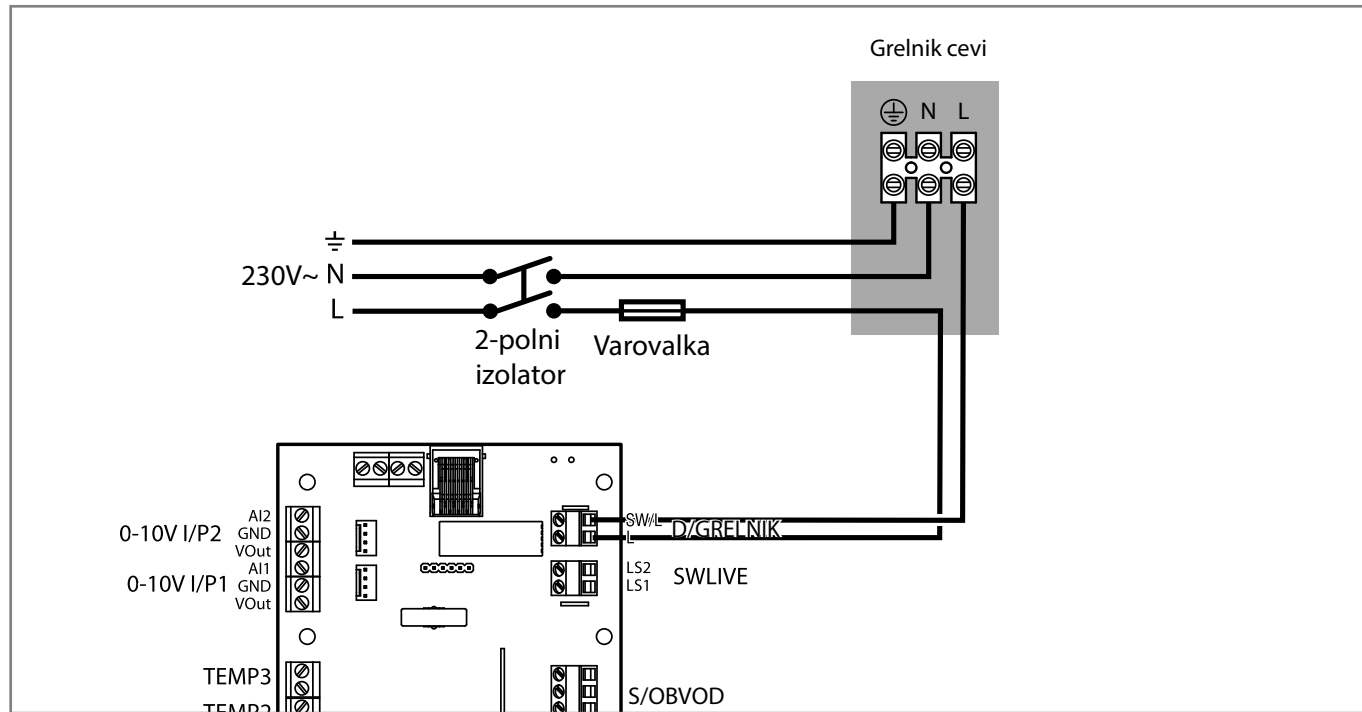 Grelnik cevi
N L
230V~ N
L
2-polni
izolator
Varovalka
0-10V I/P2
AI2
GND
VOut
0-10V I/P1
AI1
GND
VOut
SW/L
L
D/GRELNIK
LS2
LS1
SWLIVE
TEMP3
S/OBVOD
TEMP2